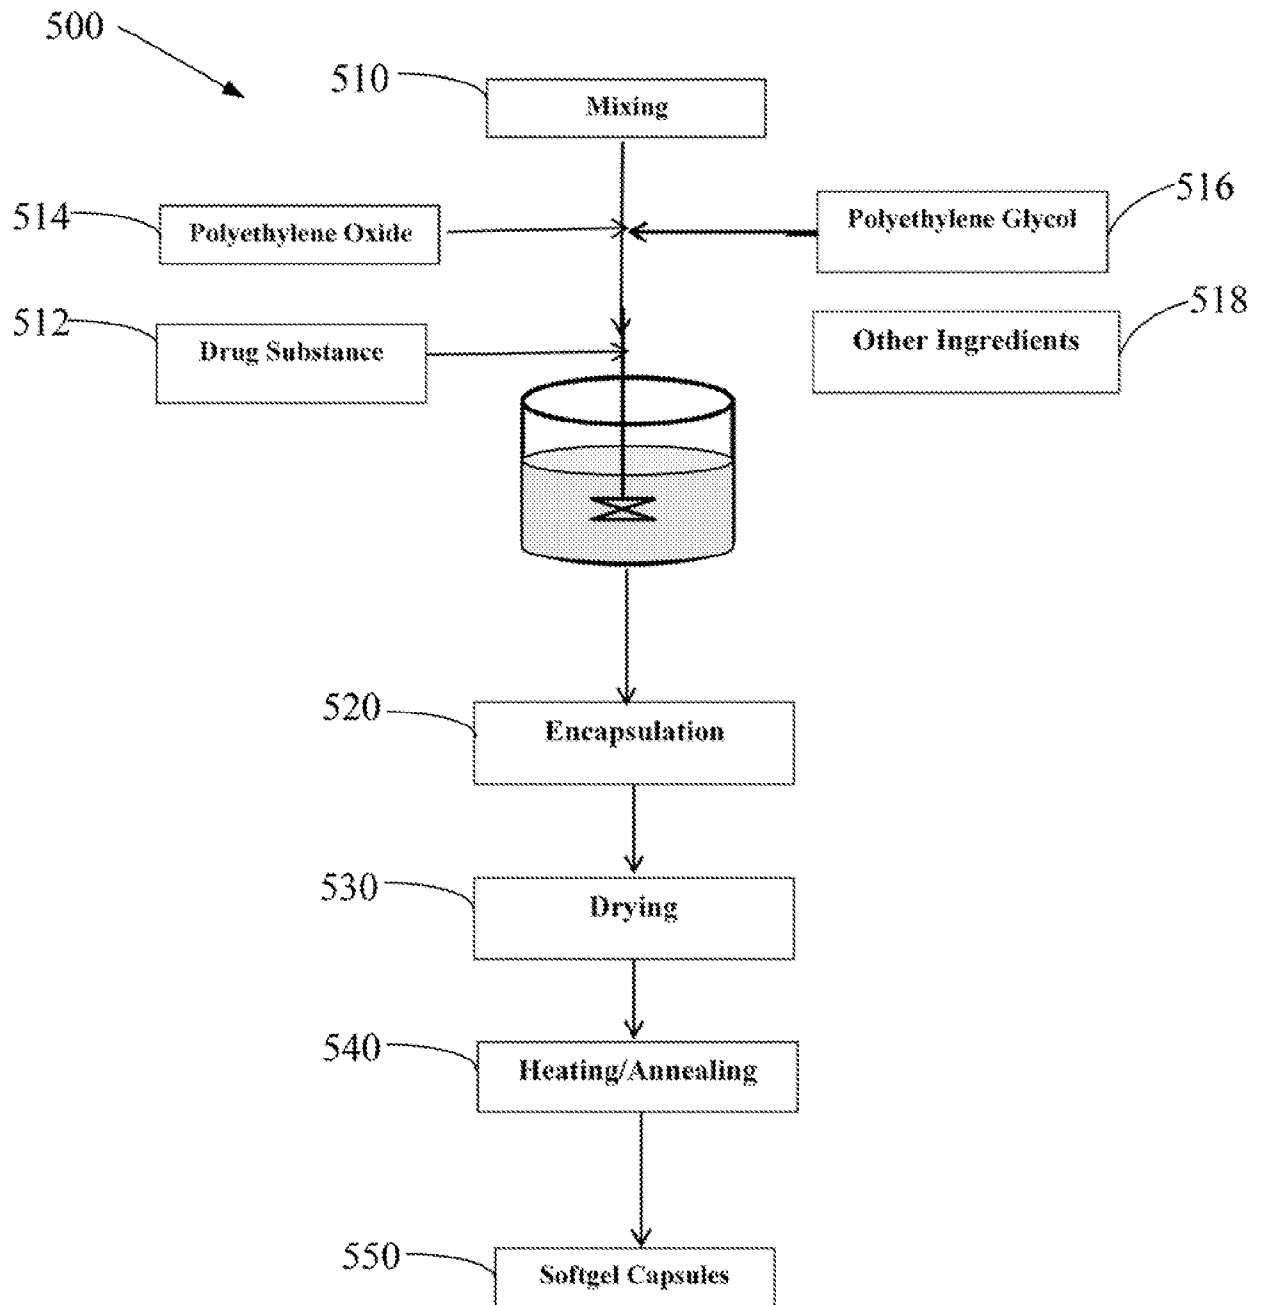 500
510
Mixing
514
Polyethylene Oxide
Polyethylene Glycol
516
512
Drug Substance
Other Ingredients
518
520
Encapsulation
530
Drying
540
Heating/Annealing
550
Softgel Capsules